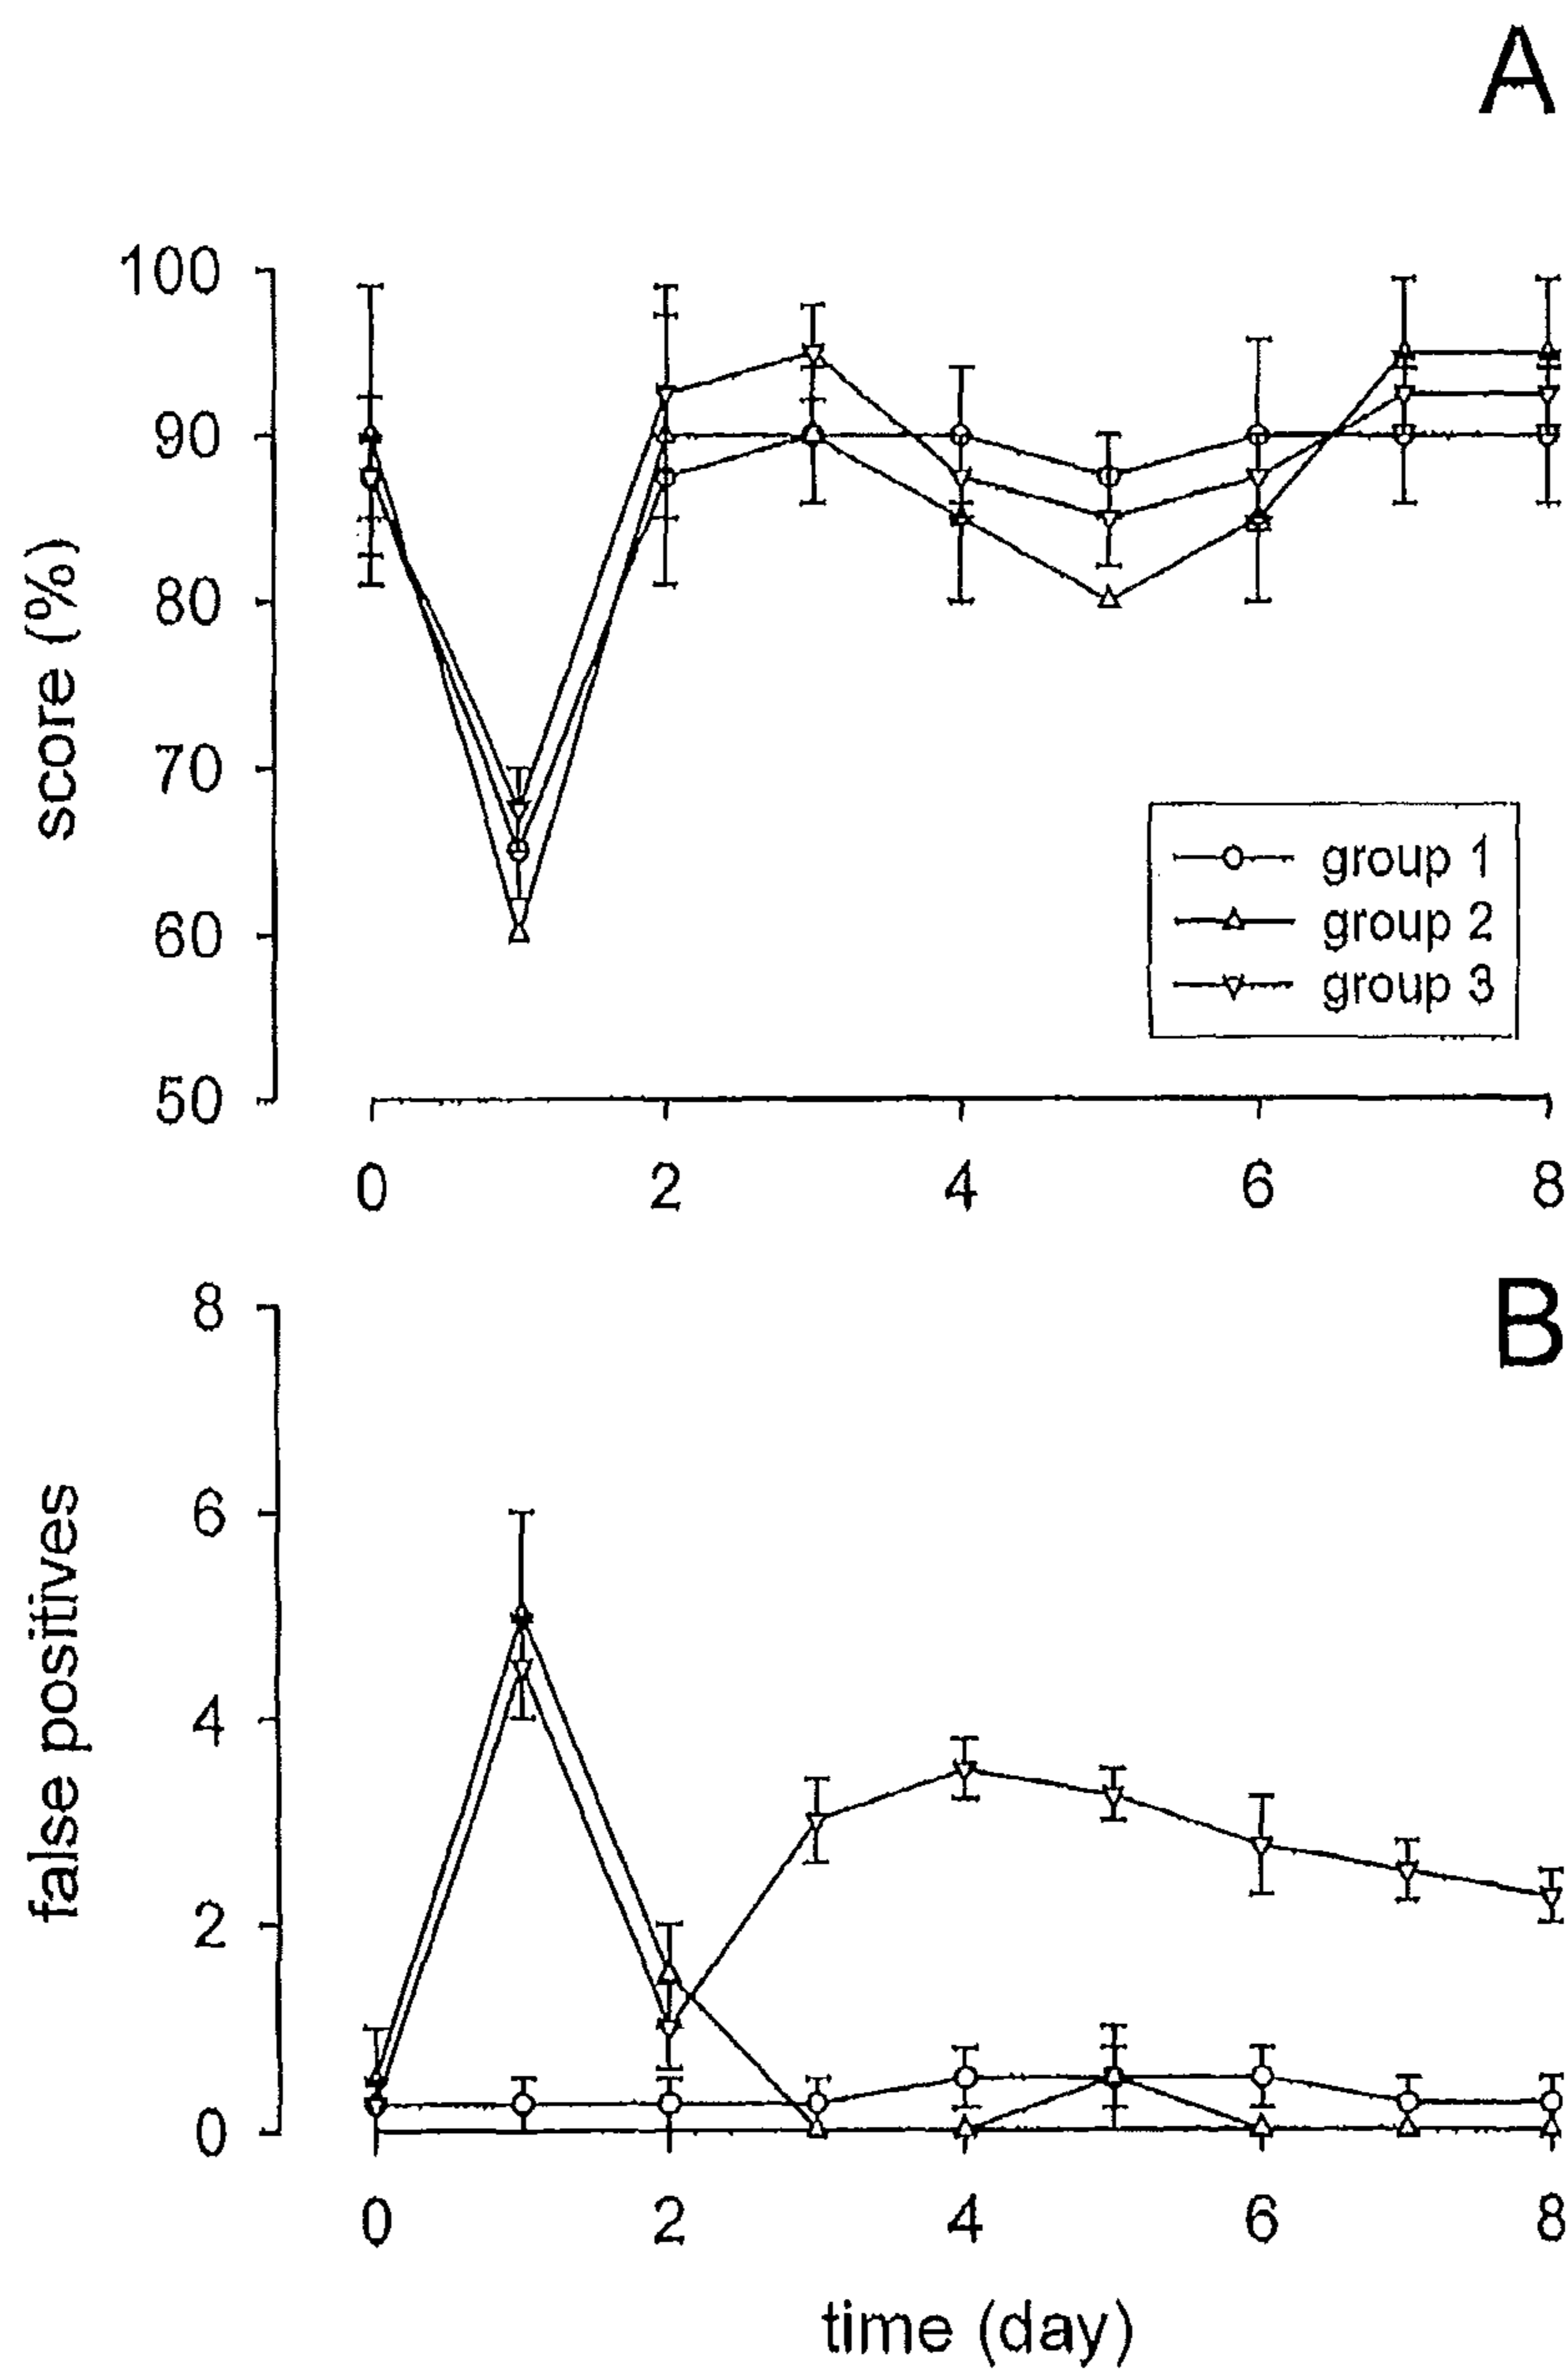 A
100
90
80
70
60
50
score (%)
group 1
group 2
group 3
0 2 4 6 8
B
8
6
4
2
0
false positives
0 2 4 6 8
time (day)